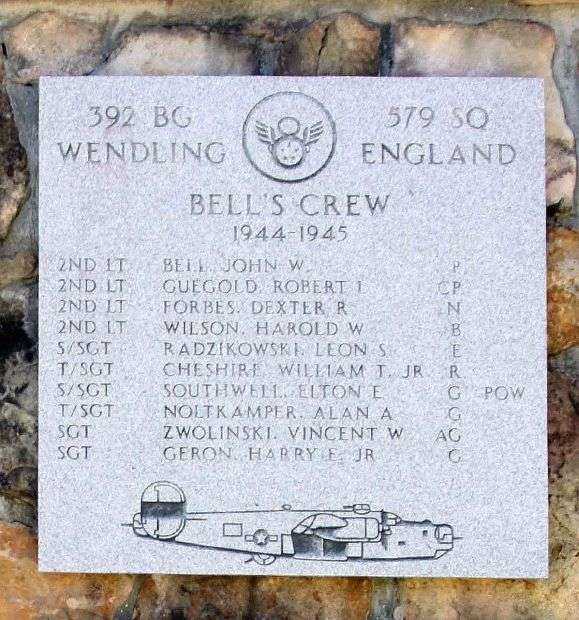 392 BG 579 SQ
WENDLING ENGLAND
BELL'S CREW
1944-1945
2ND LT BELL, JOHN W. P
2ND LT GUEGOLD, ROBERT L CP
2ND LT FORBES, DEXTER R N
2ND LT WILSON, HAROLD W B
S/SGT RADZIKOWSKI, LEON S E
T/SGT CHESHIRE, WILLIAM T. JR R
S/SGT SOUTHWELL, ELTON E G POW
T/SGT NOLTKAMPER, ALAN A G
SGT ZWOLINSKI, VINCENT W AG
SGT GERON, HARRY E. JR G